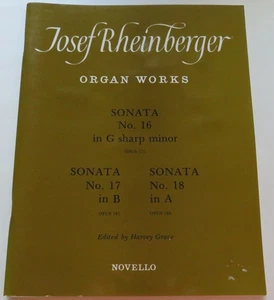 Josef Rheinberger
ORGAN WORKS
SONATA
No. 16
in G sharp minor
SONATA
No. 17
in B
SONATA
No. 18
in A
Edited by Harvey Grace
NOVELLO